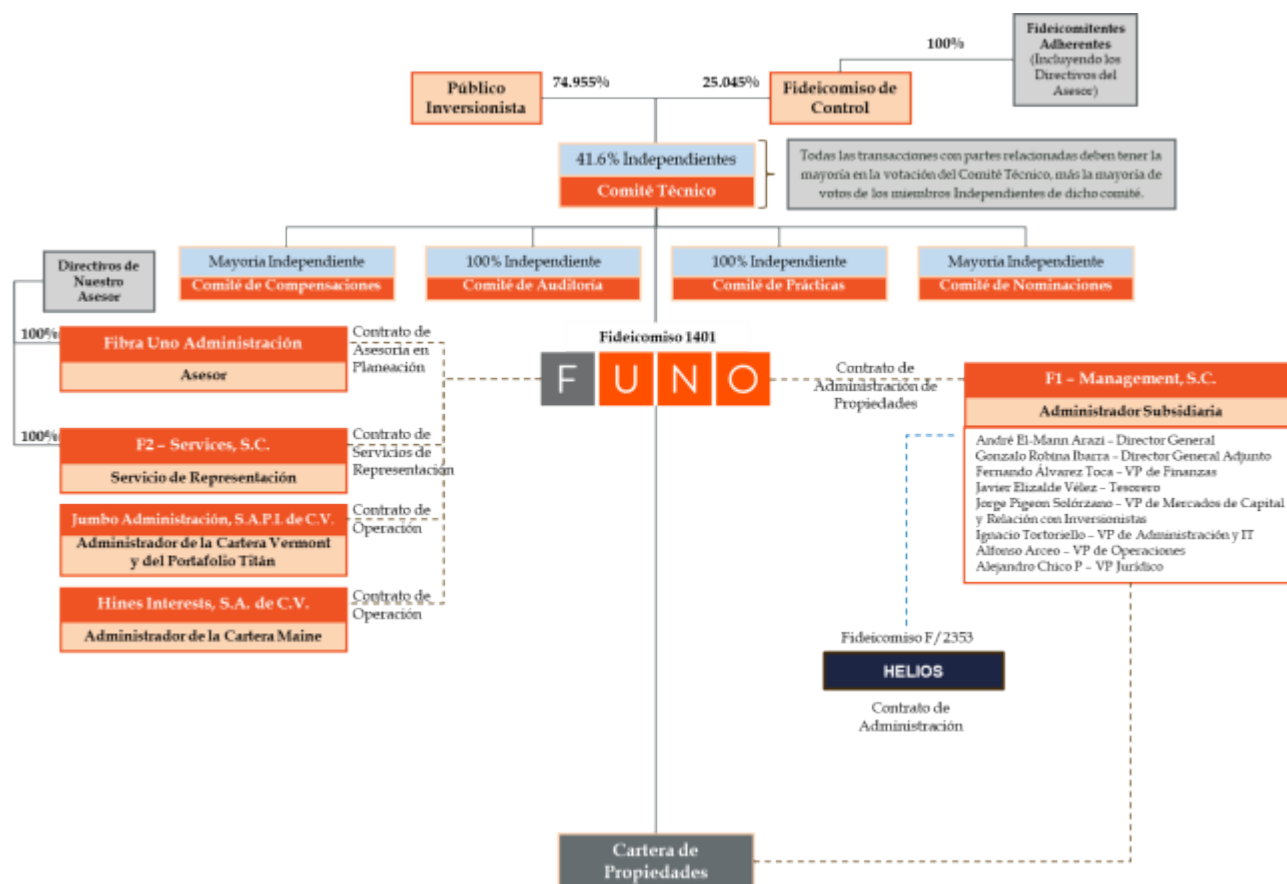 100%
Fideicomitentes
Adherentes
(Incluyendo los
Directivos del
Asesor)
Público
Inversionista
74.955%
25.045%
Fideicomiso de
Control
41.6% Independientes
Comité Técnico
Todas las transacciones con partes relacionadas deben tener la
mayoría en la votación del Comité Técnico, más la mayoría de
votos de los miembros Independientes de dicho comité.
Directivos de
Nuestro
Asesor
Mayoría Independiente
Comité de Compensaciones
100% Independiente
Comité de Auditoría
100% Independiente
Comité de Prácticas
Mayoría Independiente
Comité de Nominaciones
100%
Fibra Uno Administración
Asesor
Contrato de
Asesoría en
Planeación
Fideicomiso 1401
FUNO
Contrato de
Administración de
Propiedades
F1 – Management, S.C.
Administrador Subsidiaria
André El-Mann Arazi – Director General
Gonzalo Robina Ibarra – Director General Adjunto
Fernando Álvarez Toca – VP de Finanzas
Javier Elizalde Vélez – Tesorero
Jorge Pigeon Solórzano – VP de Mercados de Capital
y Relación con Inversionistas
Ignacio Tortoriello – VP de Administración y IT
Alfonso Arceo – VP de Operaciones
Alejandro Chico P – VP Jurídico
100%
F2 – Services, S.C.
Servicio de Representación
Contrato de
Servicios de
Representación
Jumbo Administración, S.A.P.I. de C.V.
Administrador de la Cartera Vermont
y del Portafolio Titán
Contrato de
Operación
Hines Interests, S.A. de C.V.
Administrador de la Cartera Maine
Contrato de
Operación
Fideicomiso F/2353
HELIOS
Contrato de
Administración
Cartera de
Propiedades